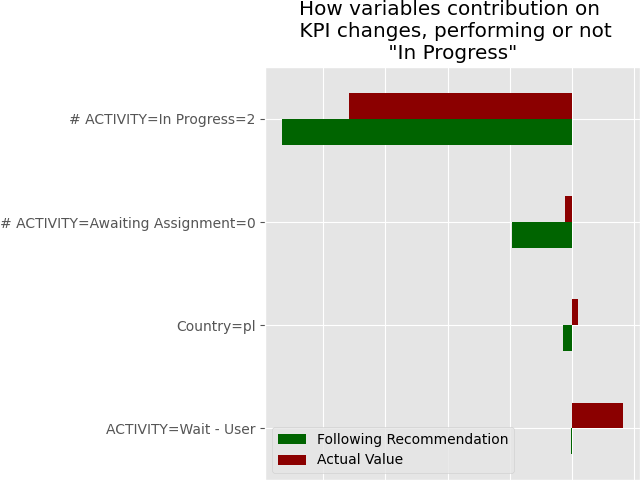 How variables contribution on
KPI changes, performing or not
"In Progress"
# ACTIVITY=In Progress=2
# ACTIVITY=Awaiting Assignment=0
Country=pl
ACTIVITY=Wait - User
Following Recommendation
Actual Value